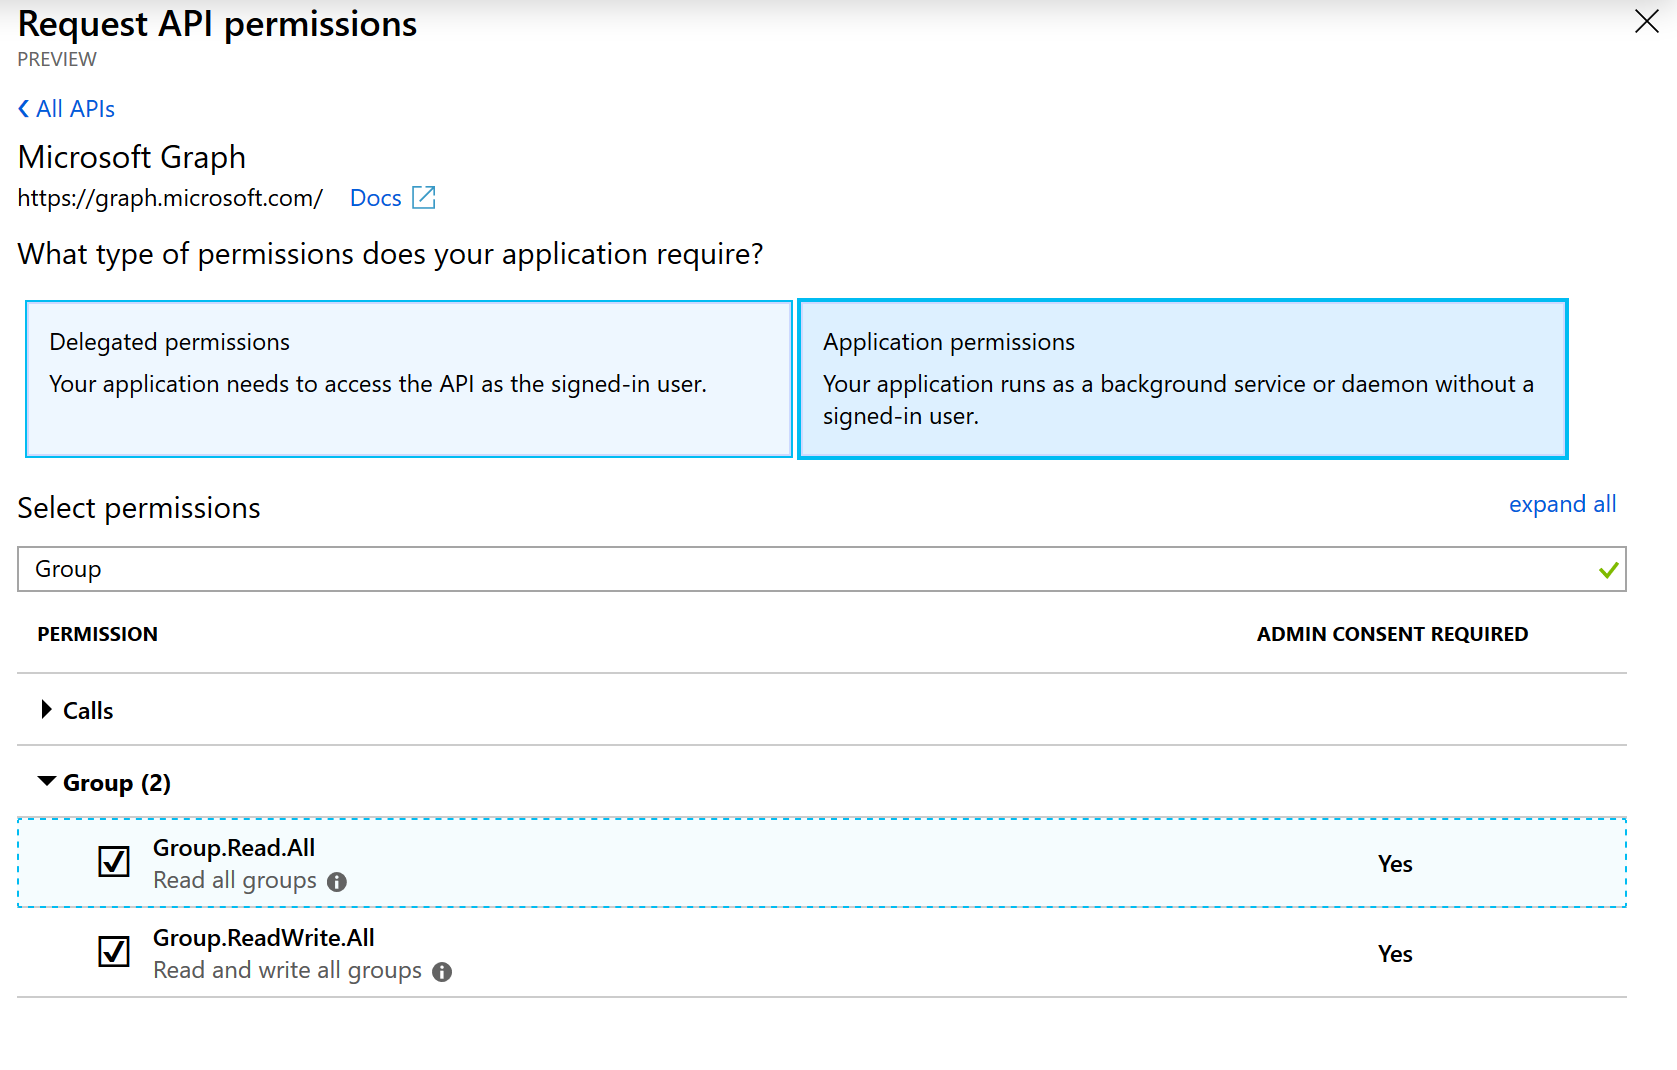 Request API permissions
PREVIEW
All APIs
Microsoft Graph
https://graph.microsoft.com/ Docs
What type of permissions does your application require?
Delegated permissions
Your application needs to access the API as the signed-in user.
Application permissions
Your application runs as a background service or daemon without a
signed-in user.
Select permissions
expand all
Group
PERMISSION ADMIN CONSENT REQUIRED
Calls
Group (2)
Group.Read.All
Read all groups
Yes
Group.ReadWrite.All
Read and write all groups
Yes